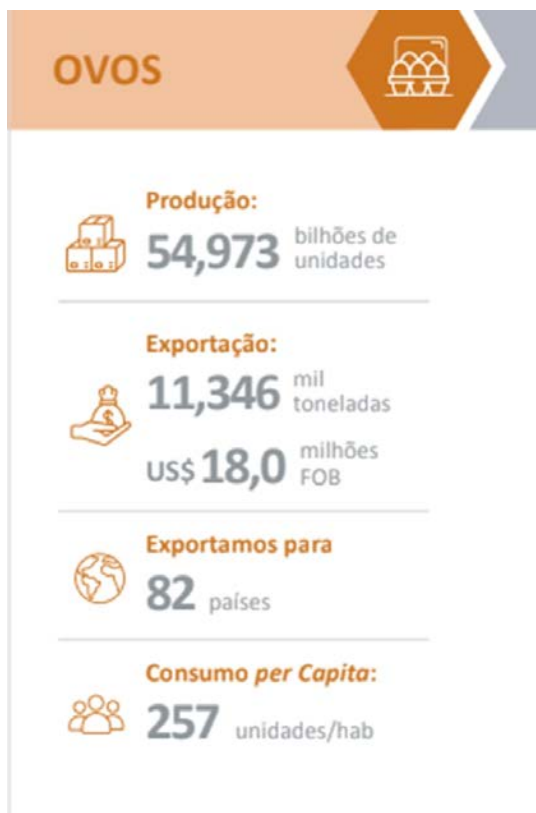 OVOS
Produção:
54,973 bilhões de
unidades
Exportação:
11,346 mil
toneladas
US$ 18,0 milhões
FOB
Exportamos para
82 países
Consumo per Capita:
257 unidades/hab